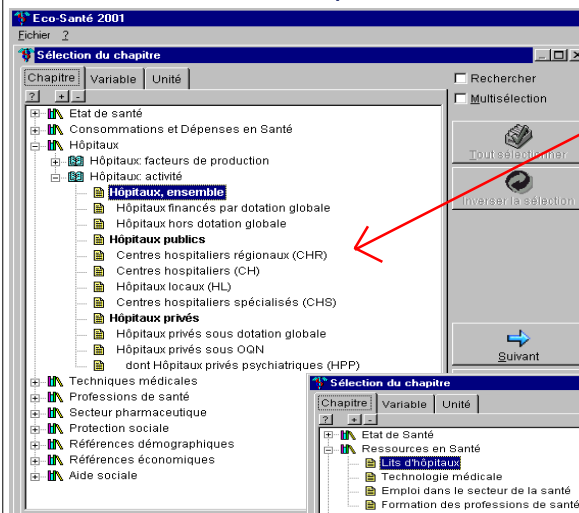 Eco-Santé 2001
Eichier ?
Sélection du chapitre
Chapitre Variable Unité
? + -
Rechercher
Multisélection
Tout sélectionner
Inverser la sélection
Suivant
Etat de santé
Consommations et Dépenses en Santé
Hôpitaux
Hôpitaux: facteurs de production
Hôpitaux: activité
Hôpitaux, ensemble
Hôpitaux financés par dotation globale
Hôpitaux hors dotation globale
Hôpitaux publics
Centres hospitaliers régionaux (CHR)
Centres hospitaliers (CH)
Hôpitaux locaux (HL)
Centres hospitaliers spécialisés (CHS)
Hôpitaux privés
Hôpitaux privés sous dotation globale
Hôpitaux privés sous OQN
dont Hôpitaux privés psychiatriques (HPP)
Techniques médicales
Professions de santé
Secteur pharmaceutique
Protection sociale
Références démographiques
Références économiques
Aide sociale
Sélection du chapitre
Chapitre Variable Unité
? + -
Etat de Santé
Ressources en Santé
Lits d'hôpitaux
Technologie médicale
Emploi dans le secteur de la santé
Formation des professions de santé